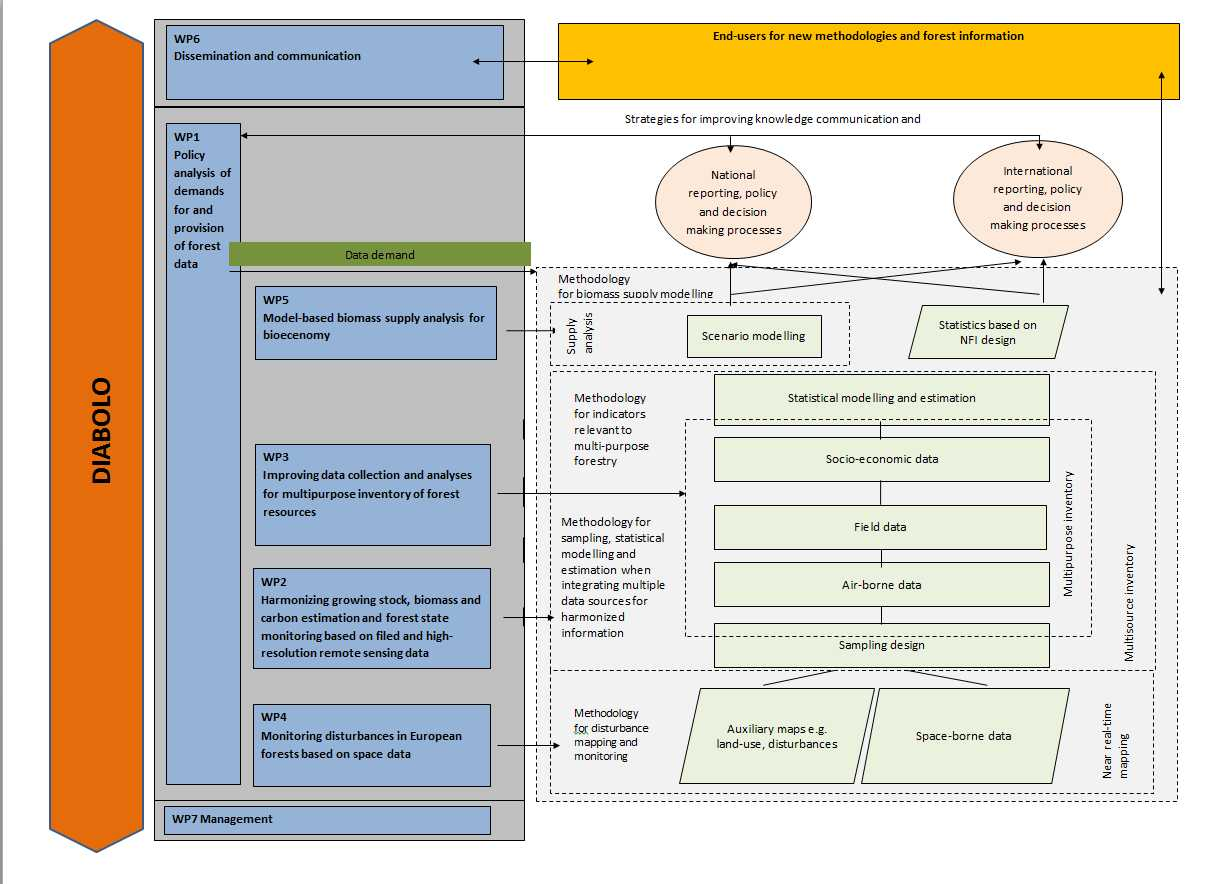 DIABOLO
WP6
Dissemination and communication
End-users for new methodologies and forest information
Strategies for improving knowledge communication and
WP1
Policy
analysis of
demands
for and
provision
of forest
data
National
reporting, policy
and decision
making processes
International
reporting, policy
and decision
making processes
Data demand
Methodology
for biomass supply modelling
WP5
Model-based biomass supply analysis for
bioecenomy
Supply
analysis
Scenario modelling
Statistics based on
NFI design
Methodology
for indicators
relevant to
multi-purpose
forestry
Statistical modelling and estimation
Socio-economic data
Field data
Air-borne data
Sampling design
Multipurpose inventory
Multisource inventory
WP3
Improving data collection and analyses
for multipurpose inventory of forest
resources
Methodology for
sampling, statistical
modelling and
estimation when
integrating multiple
data sources for
harmonized
information
WP2
Harmonizing growing stock, biomass and
carbon estimation and forest state
monitoring based on filed and high-
resolution remote sensing data
WP4
Monitoring disturbances in European
forests based on space data
Methodology
for disturbance
mapping and
monitoring
Auxiliary maps e.g.
land-use, disturbances
Space-borne data
Near real-time
mapping
WP7 Management